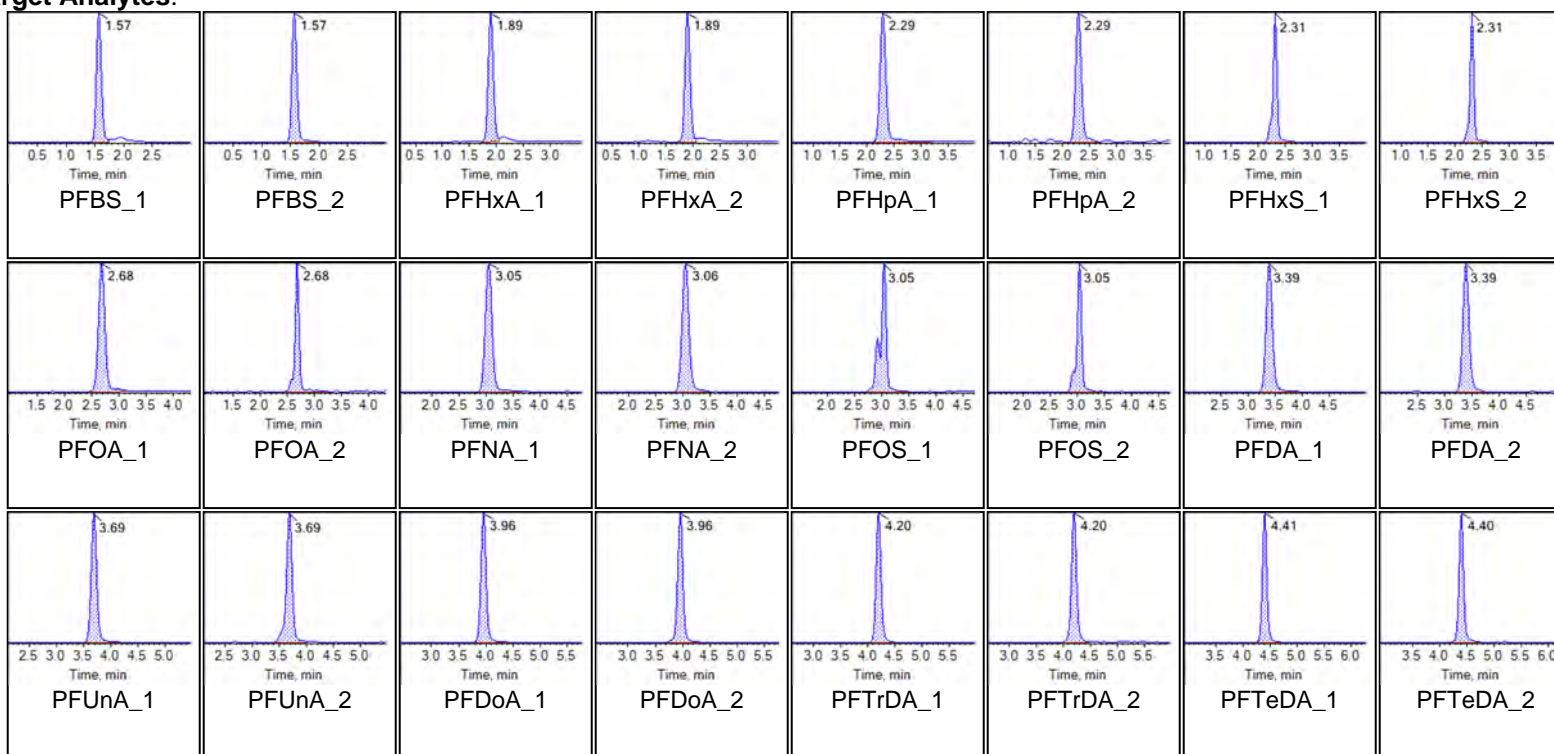 rget Analytes:
1.57 1.57 1.89 1.89 2.29 2.29 2.31 2.31
0.5 1.0 1.5 2.0 2.5 0.5 1.0 1.5 2.0 2.5 0.5 1.0 1.5 2.0 2.5 3.0 0.5 1.0 1.5 2.0 2.5 3.0 1.0 1.5 2.0 2.5 3.0 3.5 1.0 1.5 2.0 2.5 3.0 3.5 1.0 1.5 2.0 2.5 3.0 3.5 1.0 1.5 2.0 2.5 3.0 3.5
Time, min Time, min Time, min Time, min Time, min Time, min Time, min Time, min
PFBS_1 PFBS_2 PFHxA_1 PFHxA_2 PFHpA_1 PFHpA_2 PFHxS_1 PFHxS_2
2.68 2.68 3.05 3.06 3.05 3.05 3.39 3.39
1.5 2.0 2.5 3.0 3.5 4.0 1.5 2.0 2.5 3.0 3.5 4.0 2.0 2.5 3.0 3.5 4.0 4.5 2.0 2.5 3.0 3.5 4.0 4.5 2.0 2.5 3.0 3.5 4.0 4.5 2.0 2.5 3.0 3.5 4.0 4.5 2.5 3.0 3.5 4.0 4.5 2.5 3.0 3.5 4.0 4.5
Time, min Time, min Time, min Time, min Time, min Time, min Time, min Time, min
PFOA_1 PFOA_2 PFNA_1 PFNA_2 PFOS_1 PFOS_2 PFDA_1 PFDA_2
3.69 3.69 3.96 3.96 4.20 4.20 4.41 4.40
2.5 3.0 3.5 4.0 4.5 5.0 2.5 3.0 3.5 4.0 4.5 5.0 3.0 3.5 4.0 4.5 5.0 5.5 3.0 3.5 4.0 4.5 5.0 5.5 3.0 3.5 4.0 4.5 5.0 5.5 3.0 3.5 4.0 4.5 5.0 5.5 3.5 4.0 4.5 5.0 5.5 6.0 3.5 4.0 4.5 5.0 5.5 6.0
Time, min Time, min Time, min Time, min Time, min Time, min Time, min Time, min
PFUnA_1 PFUnA_2 PFDoA_1 PFDoA_2 PFTrDA_1 PFTrDA_2 PFTeDA_1 PFTeDA_2